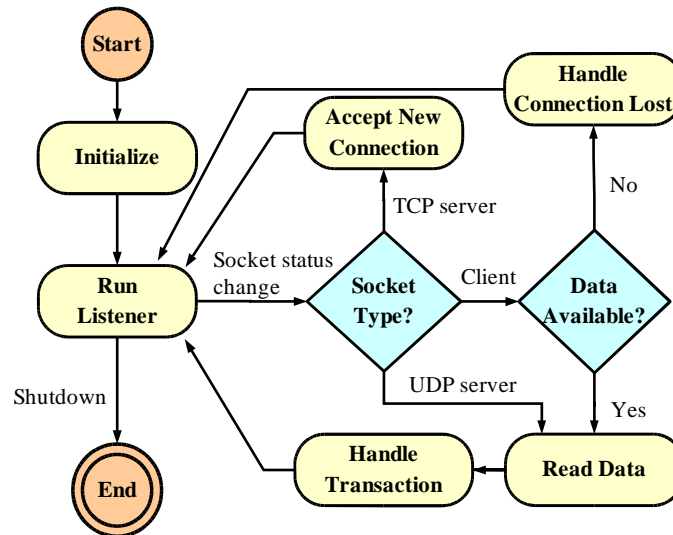 Start
Handle
Connection Lost
Accept New
Connection
Initialize
No
TCP server
Socket status
change
Run
Listener
Socket
Type?
Client
Data
Available?
Shutdown
UDP server
Yes
Handle
Transaction
Read Data
End